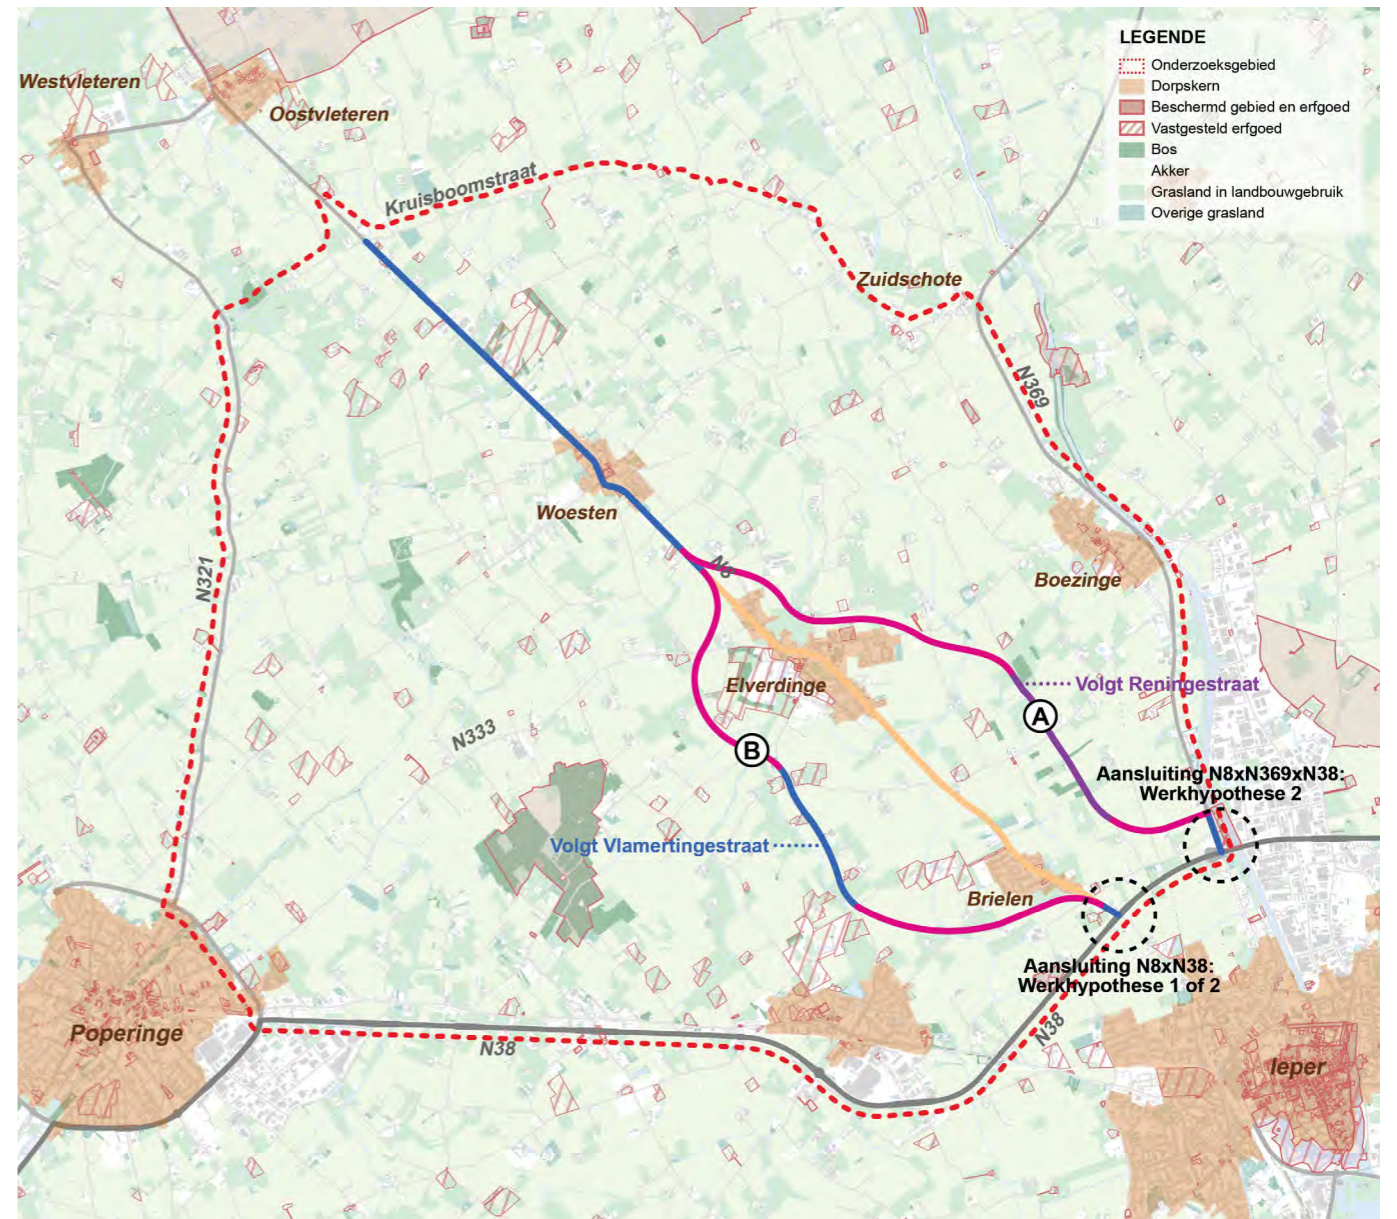 LEGENDE
Onderzoeksgebied
Dorpskern
Beschermd gebied en erfgoed
Vastgesteld erfgoed
Bos
Akker
Grasland in landbouwgebruik
Overige grasland
Westvleteren
Oostvleteren
Kruisboomstraat
Zuidschote
N369
Woesten
N8
N321
Boezinge
Elverdinge
Volgt Reningestraat
A
N333
B
Aansluiting N8xN369xN38:
Werkhypothese 2
Volgt Vlamertingestraat
Brielen
Aansluiting N8xN38:
Werkhypothese 1 of 2
Poperinge
N38
N38
Ieper